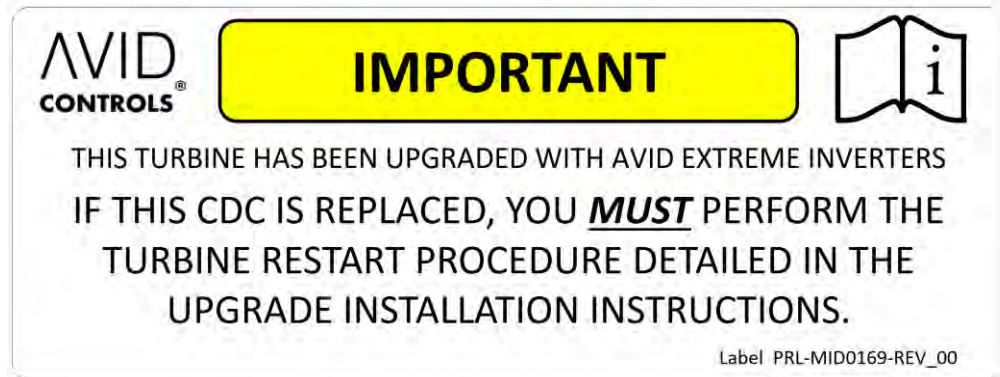 AVID
CONTROLS®
IMPORTANT
i
THIS TURBINE HAS BEEN UPGRADED WITH AVID EXTREME INVERTERS
IF THIS CDC IS REPLACED, YOU MUST PERFORM THE
TURBINE RESTART PROCEDURE DETAILED IN THE
UPGRADE INSTALLATION INSTRUCTIONS.
Label PRL-MID0169-REV_00